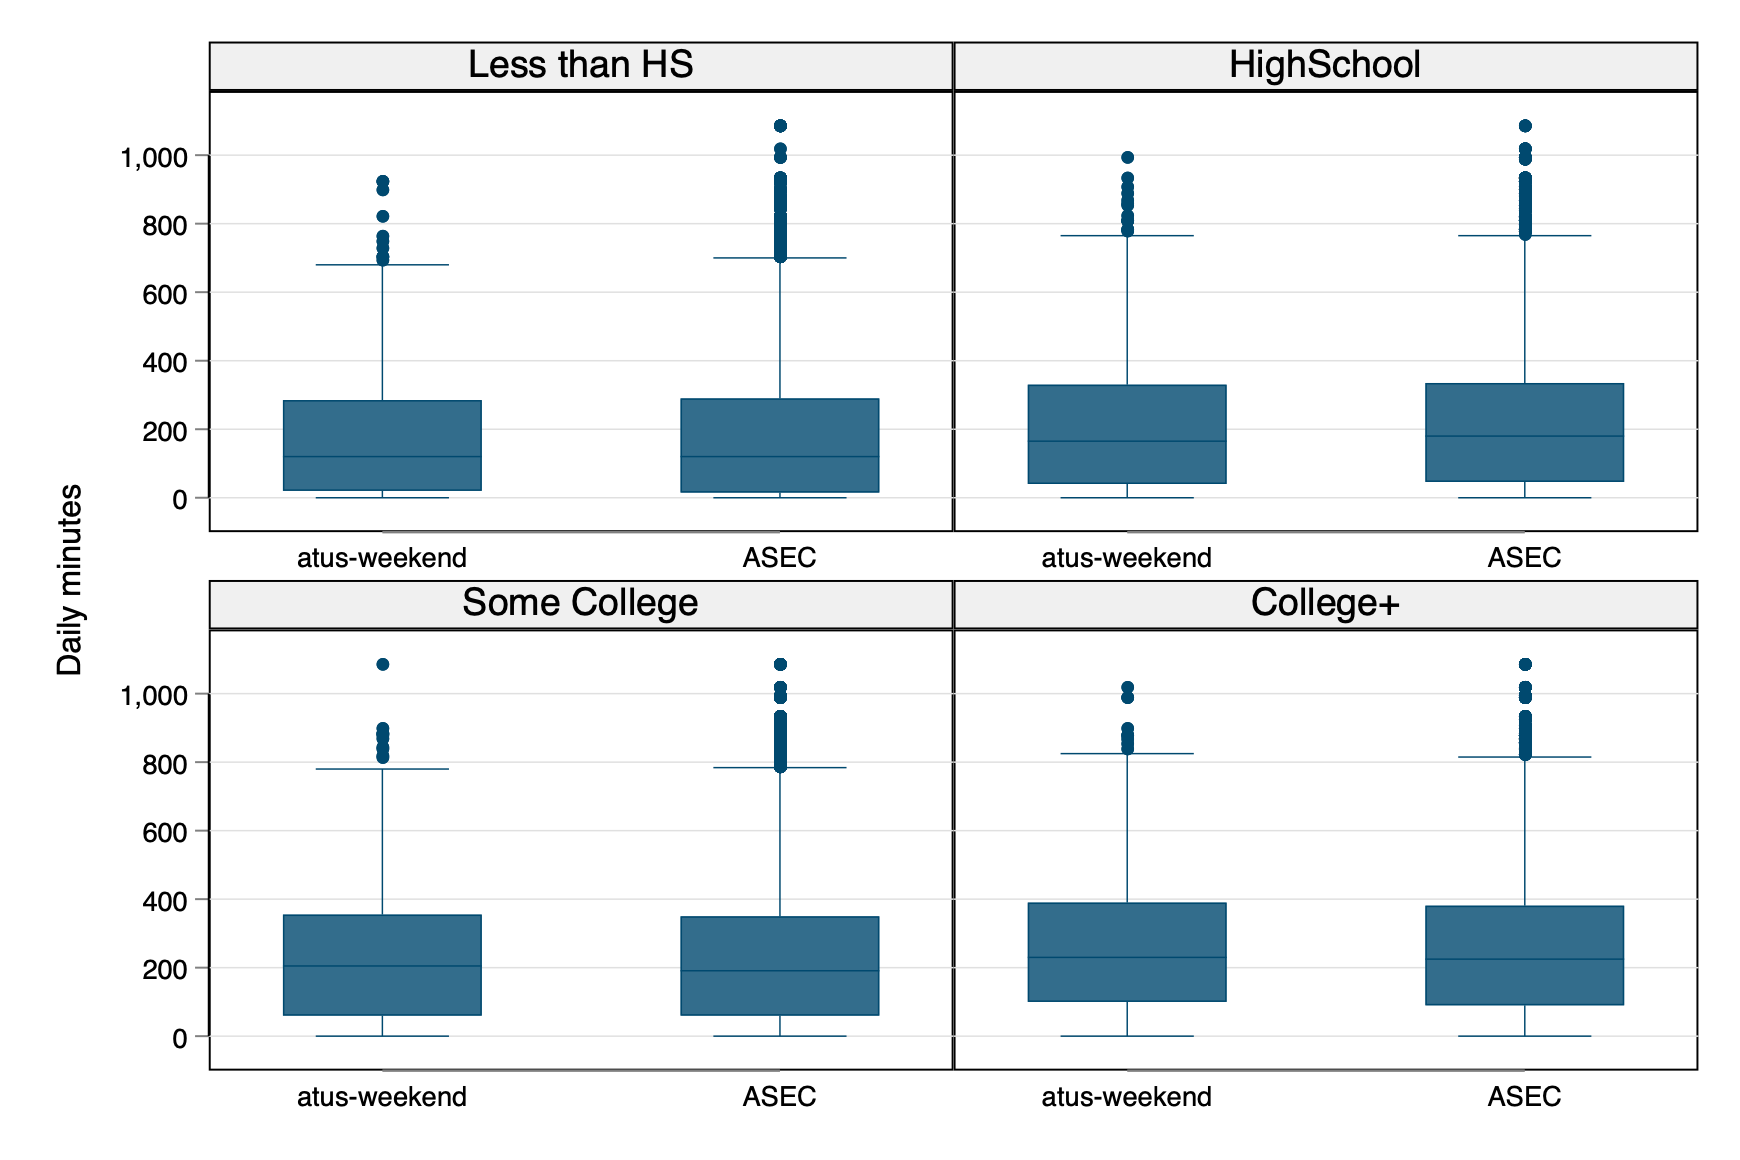 Less than HS
HighSchool
1,000
800
600
400
200
0
atus-weekend
ASEC
atus-weekend
ASEC
Daily minutes
Some College
College+
1,000
800
600
400
200
0
atus-weekend
ASEC
atus-weekend
ASEC